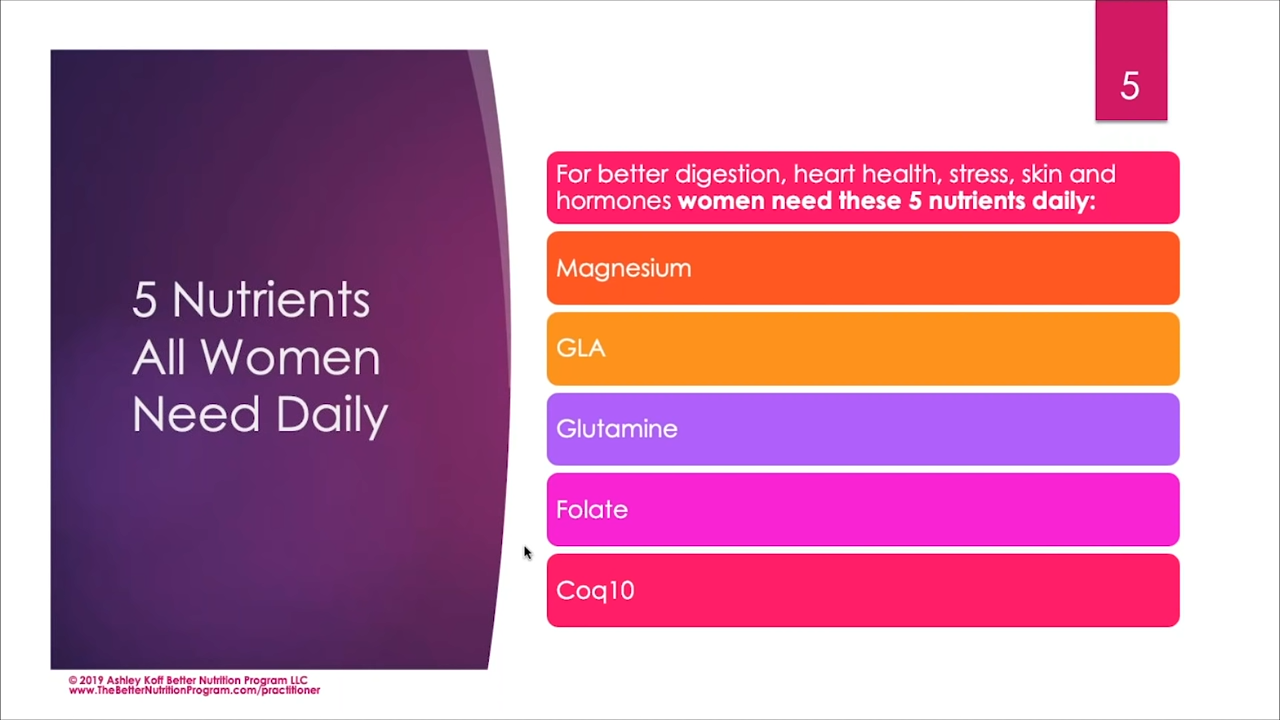 5
5 Nutrients
All Women
Need Daily
For better digestion, heart health, stress, skin and
hormones women need these 5 nutrients daily:
Magnesium
GLA
Glutamine
Folate
Coq10
© 2019 Ashley Koff Better Nutrition Program LLC
www.TheBetterNutritionProgram.com/practitioner